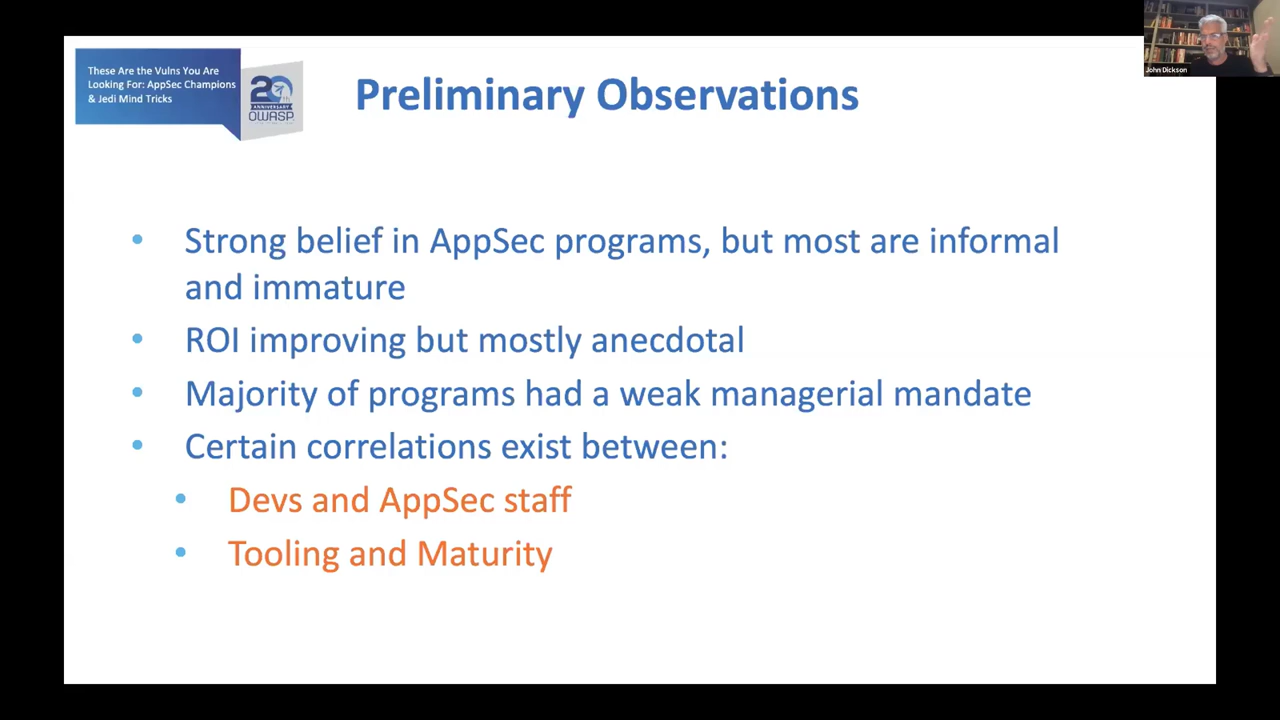 These Are the Vulns You Are
Looking For: AppSec Champions
& Jedi Mind Tricks
20th
ANNIVERSARY
OWASP
Preliminary Observations
John Dickson
• Strong belief in AppSec programs, but most are informal
and immature
• ROI improving but mostly anecdotal
• Majority of programs had a weak managerial mandate
• Certain correlations exist between:
• Devs and AppSec staff
• Tooling and Maturity